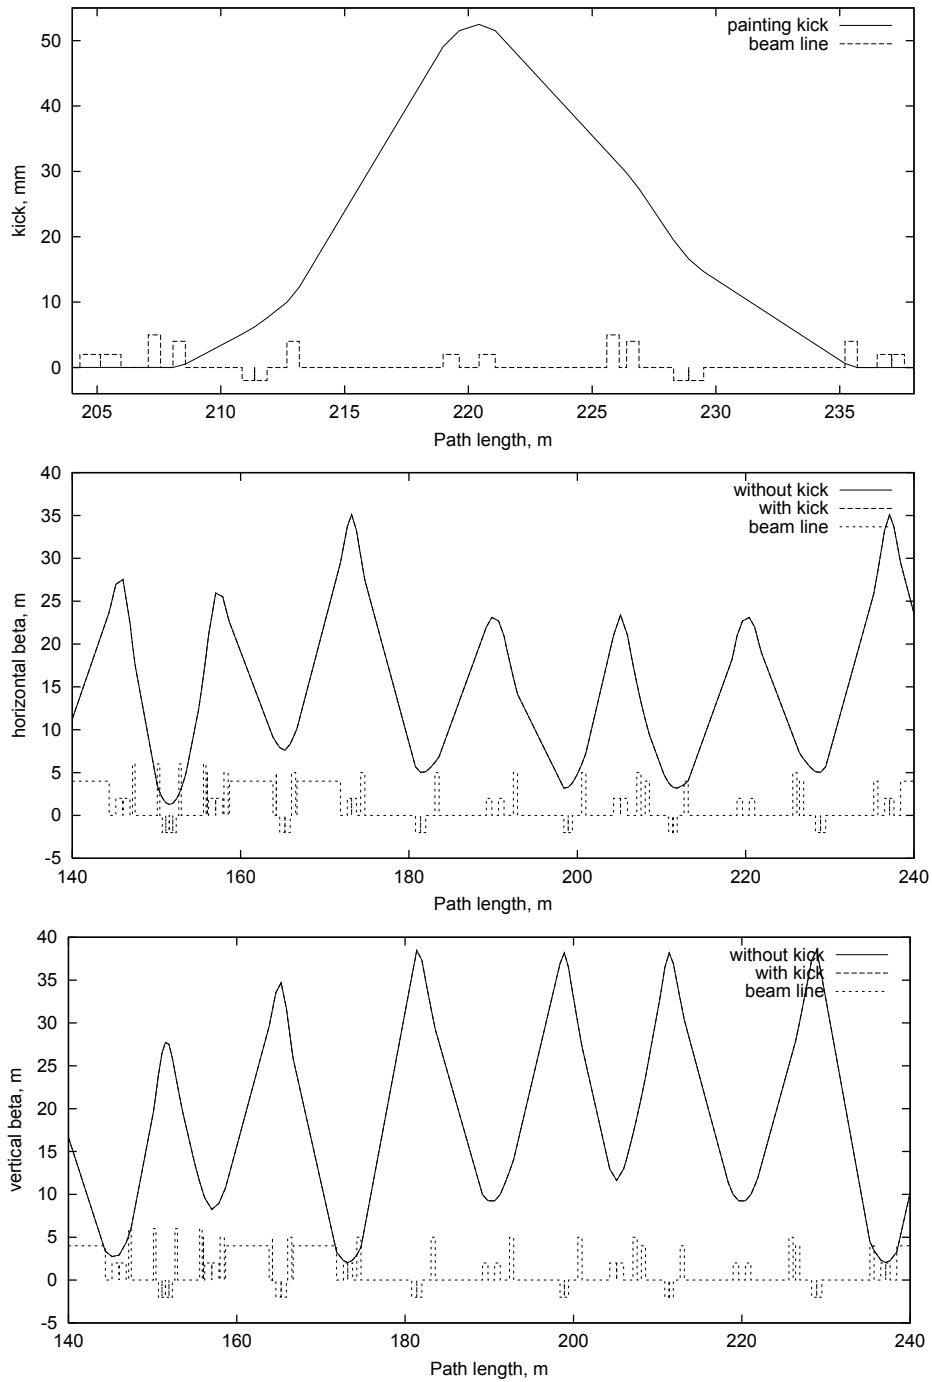 painting kick
beam line
50
40
30
20
10
0
kick, mm
205 210 215 220 225 230 235
Path length, m
without kick
with kick
beam line
40
35
30
25
20
15
10
5
0
-5
horizontal beta, m
140 160 180 200 220 240
Path length, m
without kick
with kick
beam line
40
35
30
25
20
15
10
5
0
-5
vertical beta, m
140 160 180 200 220 240
Path length, m